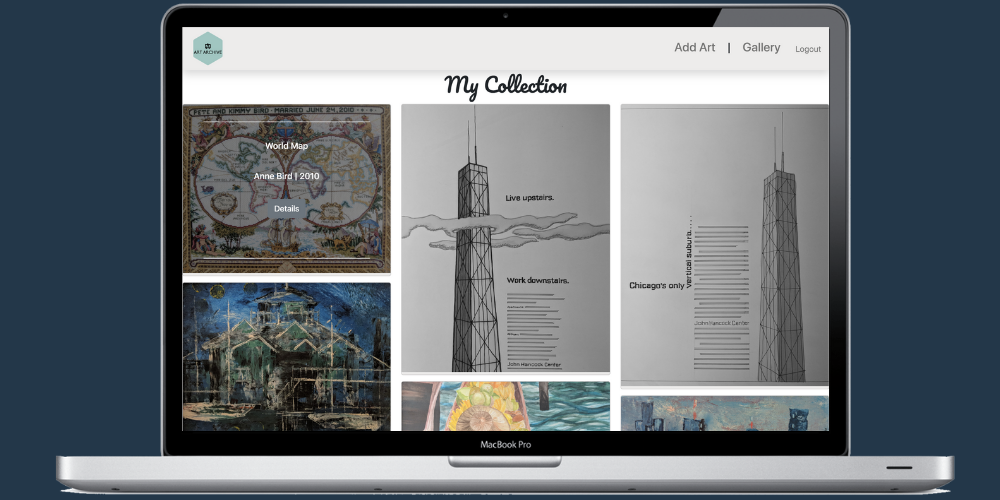 ART ARCHIVE
Add Art | Gallery Logout
My Collection
PETE AND KIMMY BIRD · MARRIED JUNE 24, 2010
World Map
Anne Bird | 2010
Details
Live upstairs.
Work downstairs.
John Hancock Center
Chicago's only
vertical suburb....
John Hancock Center
MacBook Pro